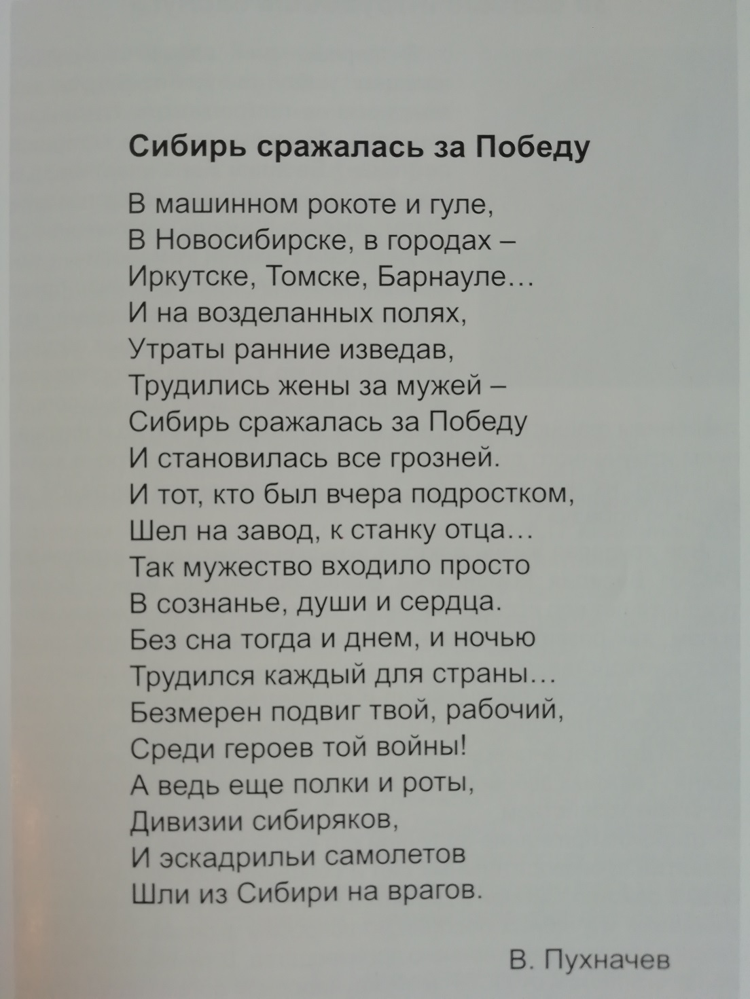 Сибирь сражалась за Победу
В машинном рокоте и гуле,
В Новосибирске, в городах –
Иркутске, Томске, Барнауле...
И на возделанных полях,
Утраты ранние изведав,
Трудились жены за мужей –
Сибирь сражалась за Победу
И становилась все грозней.
И тот, кто был вчера подростком,
Шел на завод, к станку отца...
Так мужество входило просто
В сознанье, души и сердца.
Без сна тогда и днем, и ночью
Трудился каждый для страны...
Безмерен подвиг твой, рабочий,
Среди героев той войны!
А ведь еще полки и роты,
Дивизии сибиряков,
И эскадрильи самолетов
Шли из Сибири на врагов.
В. Пухначев